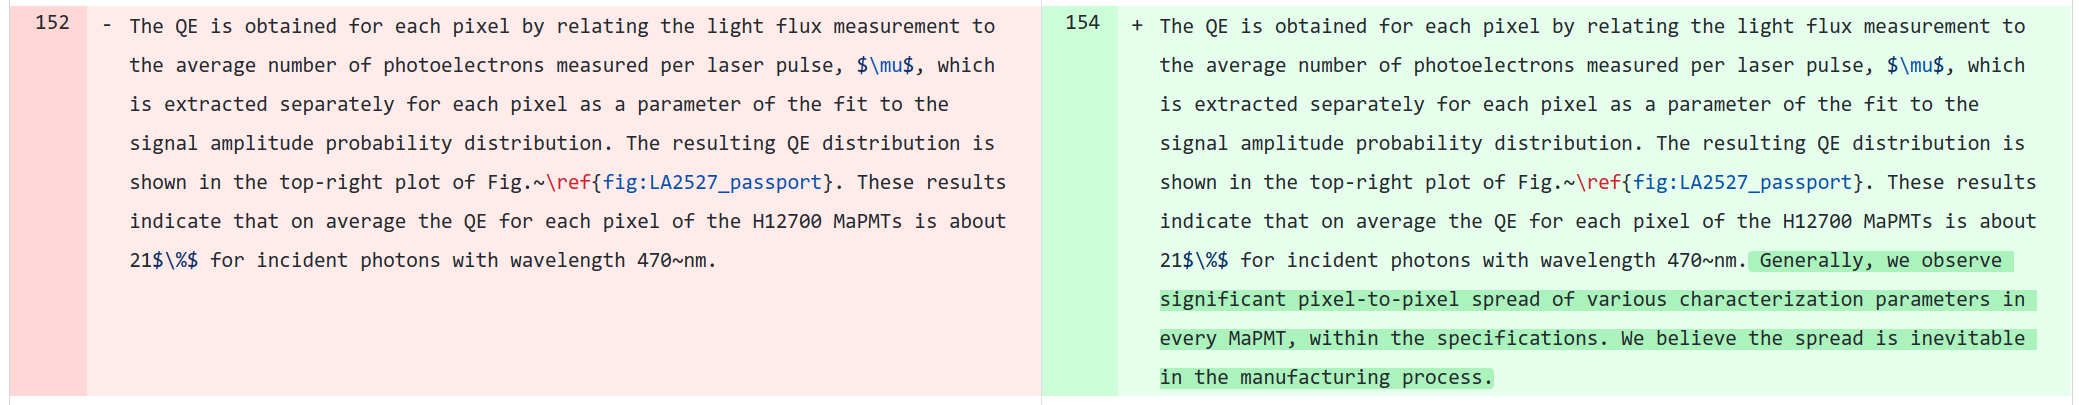 152 - The QE is obtained for each pixel by relating the light flux measurement to
the average number of photoelectrons measured per laser pulse, $\mu$, which
is extracted separately for each pixel as a parameter of the fit to the
signal amplitude probability distribution. The resulting QE distribution is
shown in the top-right plot of Fig.~\ref{fig:LA2527_passport}. These results
indicate that on average the QE for each pixel of the H12700 MaPMTs is about
21$\%$ for incident photons with wavelength 470~nm.
154 + The QE is obtained for each pixel by relating the light flux measurement to
the average number of photoelectrons measured per laser pulse, $\mu$, which
is extracted separately for each pixel as a parameter of the fit to the
signal amplitude probability distribution. The resulting QE distribution is
shown in the top-right plot of Fig.~\ref{fig:LA2527_passport}. These results
indicate that on average the QE for each pixel of the H12700 MaPMTs is about
21$\%$ for incident photons with wavelength 470~nm. Generally, we observe
significant pixel-to-pixel spread of various characterization parameters in
every MaPMT, within the specifications. We believe the spread is inevitable
in the manufacturing process.